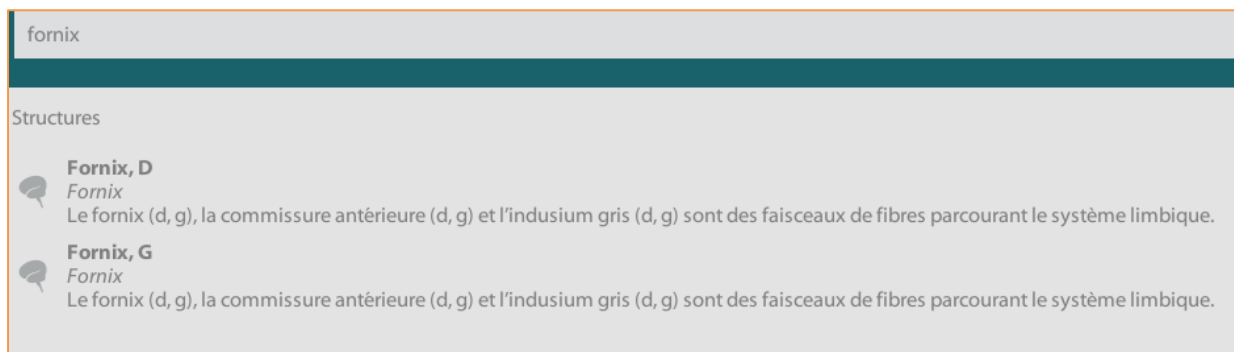 fornix
Structures
Fornix, D
Fornix
Le fornix (d, g), la commissure antérieure (d, g) et l'indusium gris (d, g) sont des faisceaux de fibres parcourant le système limbique.
Fornix, G
Fornix
Le fornix (d, g), la commissure antérieure (d, g) et l'indusium gris (d, g) sont des faisceaux de fibres parcourant le système limbique.